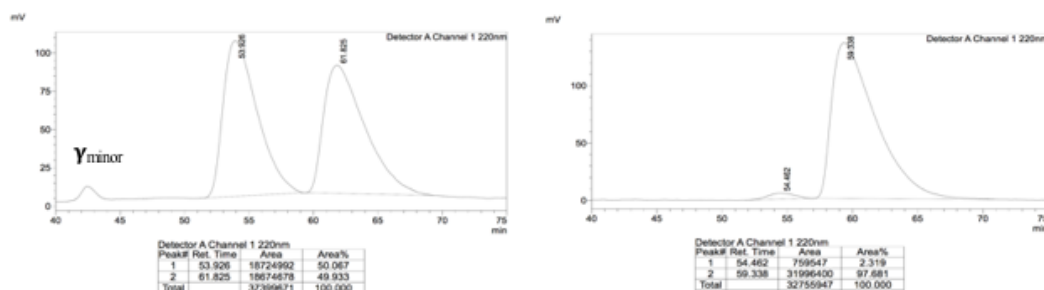 mV
Detector A Channel 1 220nm
100
75
50
25
0
53.926
61.825
γminor
40 45 50 55 60 65 70 75
min
Detector A Channel 1 220nm
Peak# Ret. Time Area Area%
1 53.926 18724992 50.067
2 61.825 18674678 49.933
Total 37399671 100.000
mV
Detector A Channel 1 220nm
100
50
0
54.462
59.338
40 45 50 55 60 65 70 75
min
Detector A Channel 1 220nm
Peak# Ret. Time Area Area%
1 54.462 759547 2.319
2 59.338 31996400 97.681
Total 32755947 100.000